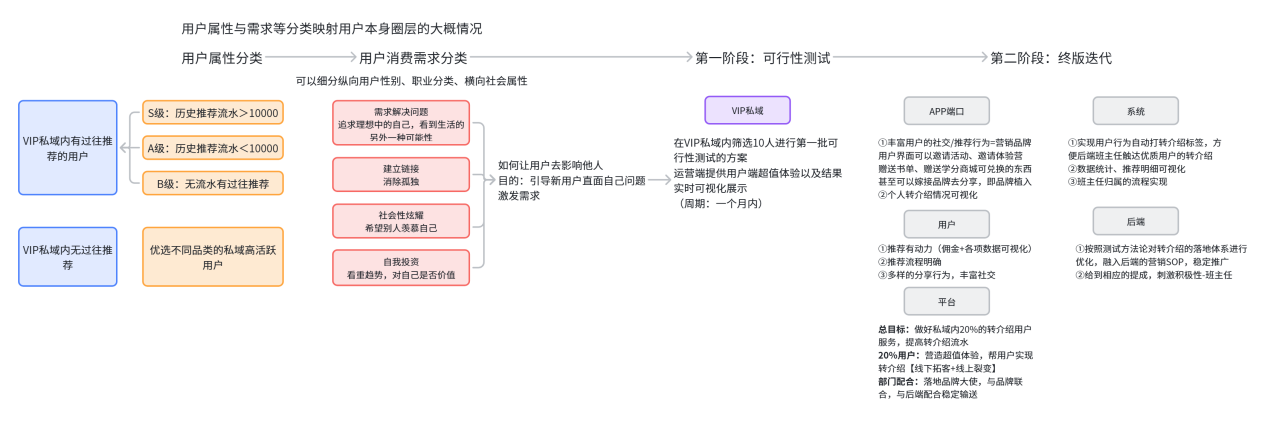 用户属性与需求等分类映射用户本身圈层的大概情况
用户属性分类
用户消费需求分类
第一阶段：可行性测试
第二阶段：终版迭代
可以细分纵向用户性别、职业分类、横向社会属性
VIP私域内有过往推
荐的用户
S级：历史推荐流水＞10000
A级：历史推荐流水＜10000
B级：无流水有过往推荐
VIP私域内无过往推
荐
优选不同品类的私域高活跃
用户
需求解决问题
追求理想中的自己，看到生活的
另外一种可能性
建立链接
消除孤独
社会性炫耀
希望别人羡慕自己
自我投资
看重趋势，对自己是否价值
如何让用户去影响他人
目的：引导新用户直面自己问题
激发需求
VIP私域
在VIP私域内筛选10人进行第一批可
行性测试的方案
运营端提供用户端超值体验以及结果
实时可视化展示
（周期：一个月内）
APP端口
①丰富用户的社交/推荐行为=营销品牌
用户界面可以邀请活动、邀请体验营
赠送书单、赠送学分商城可兑换的东西
甚至可以嫁接品牌去分享，即品牌植入
②个人转介绍情况可视化
用户
①推荐有动力（佣金+各项数据可视化）
②推荐流程明确
③多样的分享行为，丰富社交
平台
总目标：做好私域内20%的转介绍用户
服务，提高转介绍流水
20%用户：营造超值体验，帮用户实现
转介绍【线下拓客+线上裂变】
部门配合：落地品牌大使，与品牌联
合，与后端配合稳定输送
系统
①实现用户行为自动打转介绍标签，方
便后端班主任触达优质用户的转介绍
②数据统计、推荐明细可视化
③班主任归属的流程实现
后端
①按照测试方法论对转介绍的落地体系进行
优化，融入后端的营销SOP，稳定推广
②给到相应的提成，刺激积极性-班主任